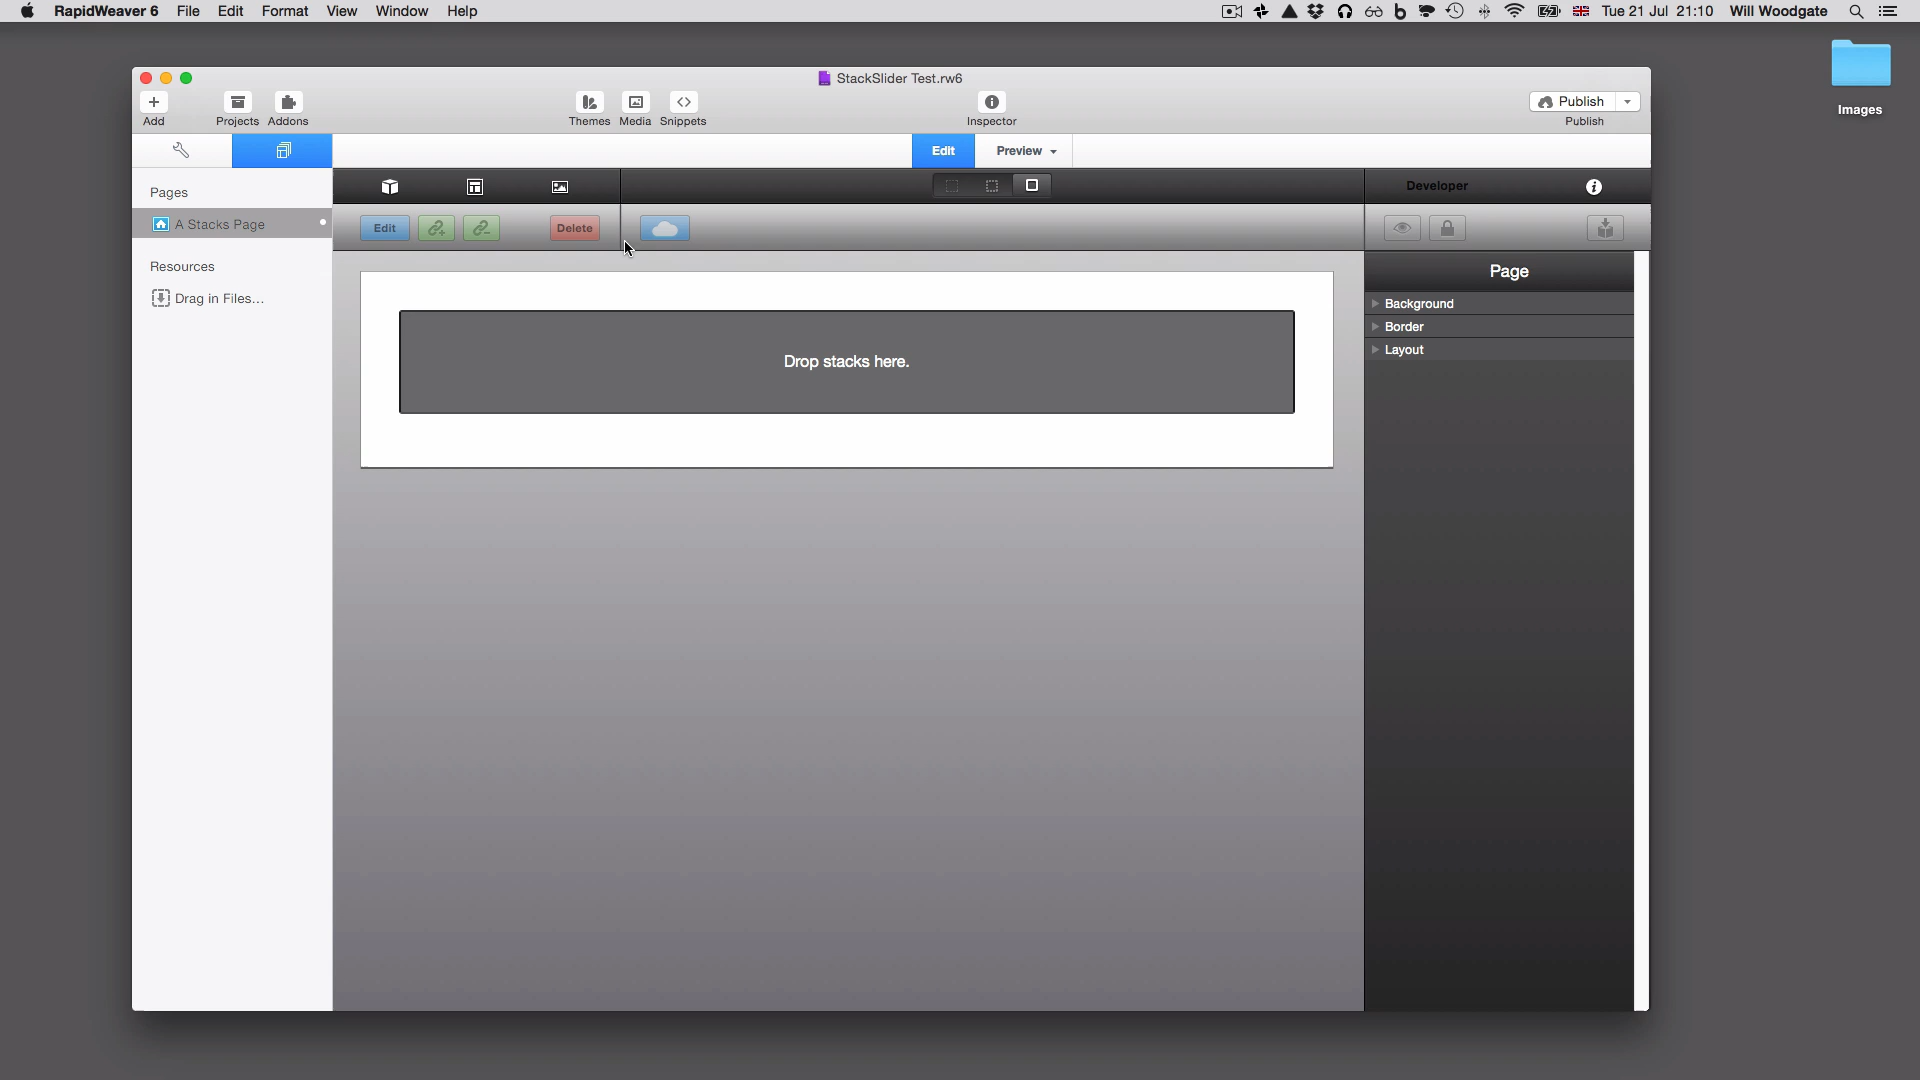 RapidWeaver 6 File Edit Format View Window Help
Tue 21 Jul 21:10 Will Woodgate
Images
StackSlider Test.rw6
Add Projects Addons Themes Media Snippets Inspector
Publish
Publish
Edit Preview
Pages
A Stacks Page
Resources
Drag in Files...
Developer
Edit Delete
Drop stacks here.
Page
Background
Border
Layout